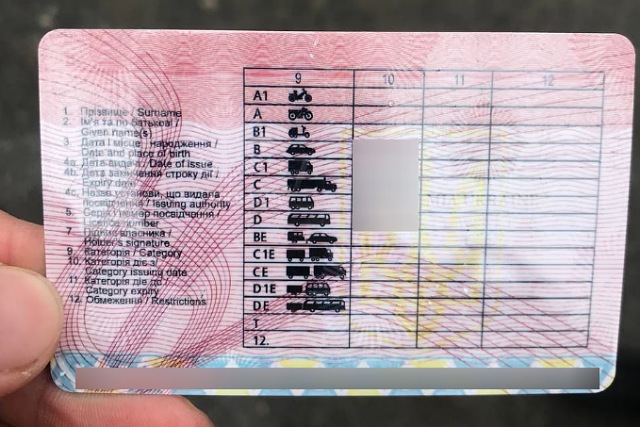 9 10 11 12
A1
A
B1
B
C1
C
D1
D
BE
C1E
CE
D1E
DE
T
12.
1. Прізвище / Surname
2. Ім'я та по батькові /
Given name(s)
3. Дата і місце народження /
Date and place of birth
4a. Дата видачі / Date of issue
4b. Дата закінчення строку дії /
Expiry date
4c. Назва установи, що видала
посвідчення / Issuing authority
5. Серія і номер посвідчення /
Licence number
7. Підпис власника /
Holder's signature
9. Категорія / Category
10. Категорія діє з /
Category issuing date
11. Категорія діє до /
Category expiry
12. Обмеження / Restrictions